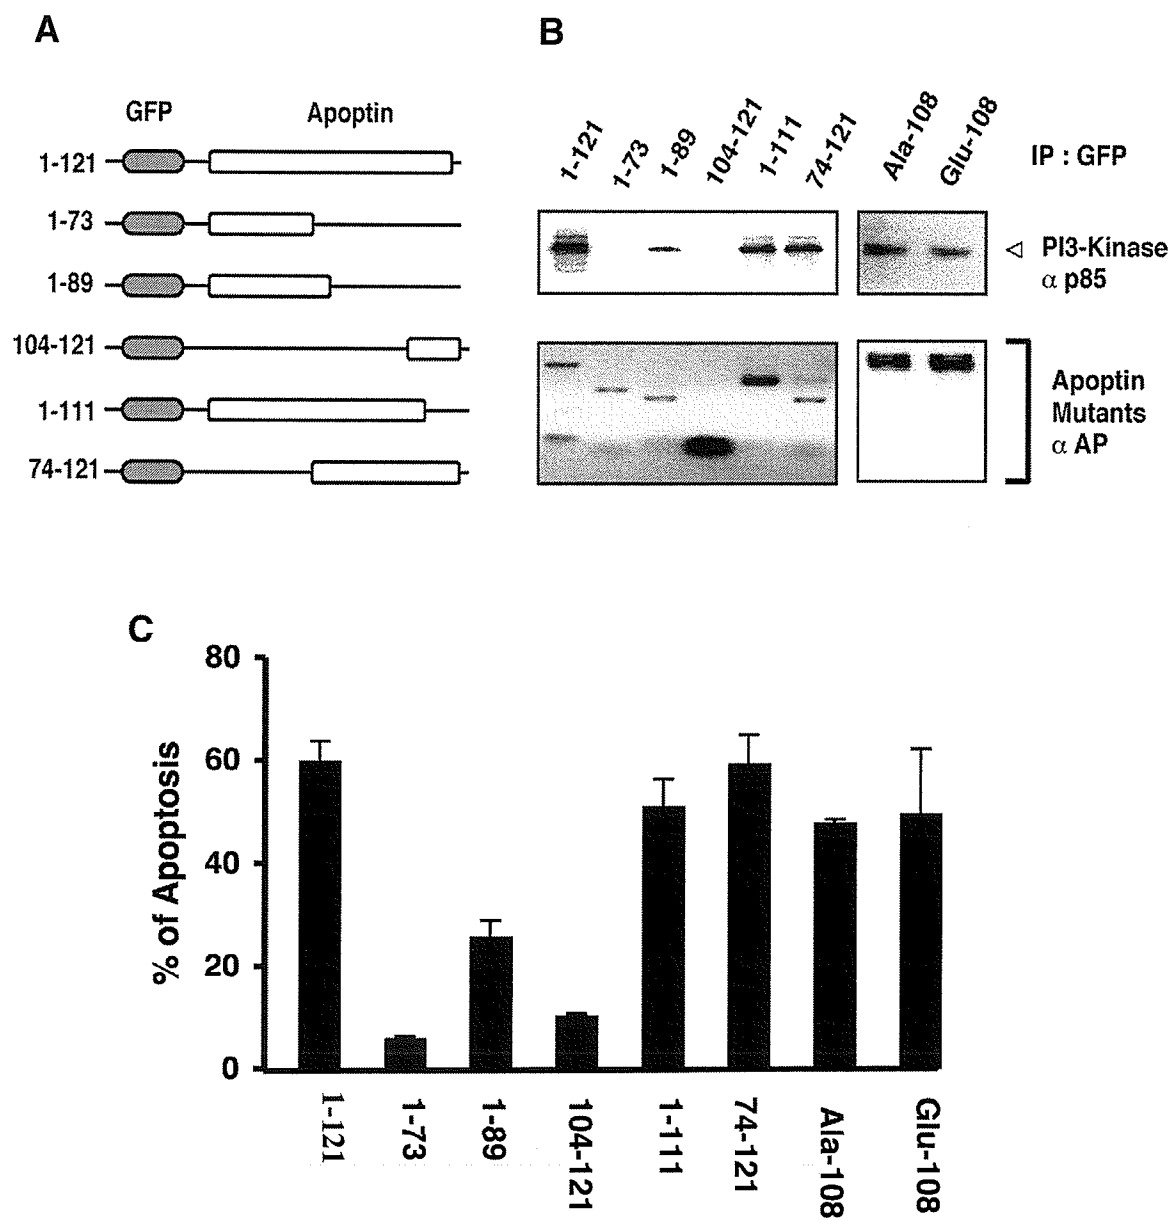 A
GFP Apoptin
1-121
1-73
1-89
104-121
1-111
74-121
B
1-121 1-73 1-89 104-121 1-111 74-121 Ala-108 Glu-108
IP : GFP
◁ PI3-Kinase
α p85
Apoptin
Mutants
α AP
C
% of Apoptosis
80
60
40
20
0
1-121 1-73 1-89 104-121 1-111 74-121 Ala-108 Glu-108